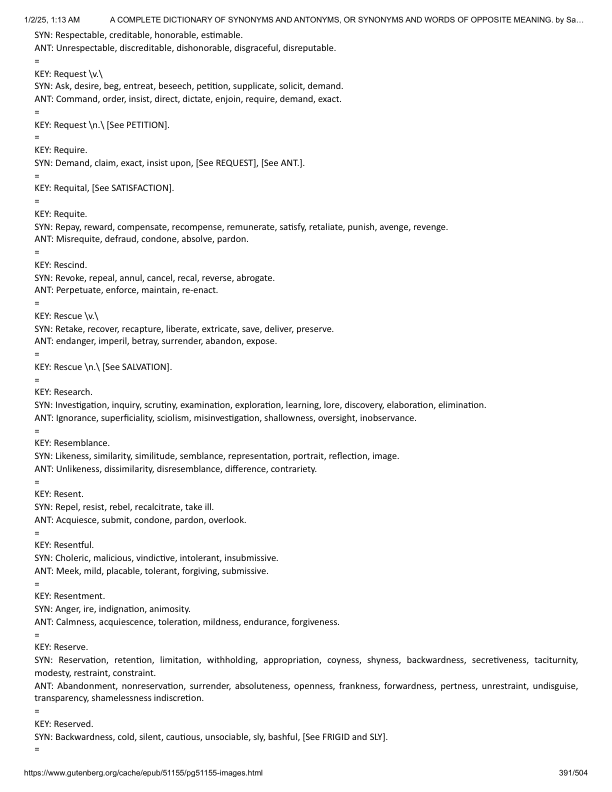 1/2/25, 1:13 AM A COMPLETE DICTIONARY OF SYNONYMS AND ANTONYMS, OR SYNONYMS AND WORDS OF OPPOSITE MEANING. by Sa…
SYN: Respectable, creditable, honorable, estimable.
ANT: Unrespectable, discreditable, dishonorable, disgraceful, disreputable.
=
KEY: Request \v.\
SYN: Ask, desire, beg, entreat, beseech, petition, supplicate, solicit, demand.
ANT: Command, order, insist, direct, dictate, enjoin, require, demand, exact.
=
KEY: Request \n.\ [See PETITION].
=
KEY: Require.
SYN: Demand, claim, exact, insist upon, [See REQUEST], [See ANT.].
=
KEY: Requital, [See SATISFACTION].
=
KEY: Requite.
SYN: Repay, reward, compensate, recompense, remunerate, satisfy, retaliate, punish, avenge, revenge.
ANT: Misrequite, defraud, condone, absolve, pardon.
=
KEY: Rescind.
SYN: Revoke, repeal, annul, cancel, recal, reverse, abrogate.
ANT: Perpetuate, enforce, maintain, re-enact.
=
KEY: Rescue \v.\
SYN: Retake, recover, recapture, liberate, extricate, save, deliver, preserve.
ANT: endanger, imperil, betray, surrender, abandon, expose.
=
KEY: Rescue \n.\ [See SALVATION].
=
KEY: Research.
SYN: Investigation, inquiry, scrutiny, examination, exploration, learning, lore, discovery, elaboration, elimination.
ANT: Ignorance, superficiality, sciolism, misinvestigation, shallowness, oversight, inobservance.
=
KEY: Resemblance.
SYN: Likeness, similarity, similitude, semblance, representation, portrait, reflection, image.
ANT: Unlikeness, dissimilarity, disresemblance, difference, contrariety.
=
KEY: Resent.
SYN: Repel, resist, rebel, recalcitrate, take ill.
ANT: Acquiesce, submit, condone, pardon, overlook.
=
KEY: Resentful.
SYN: Choleric, malicious, vindictive, intolerant, insubmissive.
ANT: Meek, mild, placable, tolerant, forgiving, submissive.
=
KEY: Resentment.
SYN: Anger, ire, indignation, animosity.
ANT: Calmness, acquiescence, toleration, mildness, endurance, forgiveness.
=
KEY: Reserve.
SYN: Reservation, retention, limitation, withholding, appropriation, coyness, shyness, backwardness, secretiveness, taciturnity,
modesty, restraint, constraint.
ANT: Abandonment, nonreservation, surrender, absoluteness, openness, frankness, forwardness, pertness, unrestraint, undisguise,
transparency, shamelessness indiscretion.
=
KEY: Reserved.
SYN: Backwardness, cold, silent, cautious, unsociable, sly, bashful, [See FRIGID and SLY].
=
https://www.gutenberg.org/cache/epub/51155/pg51155-images.html 391/504